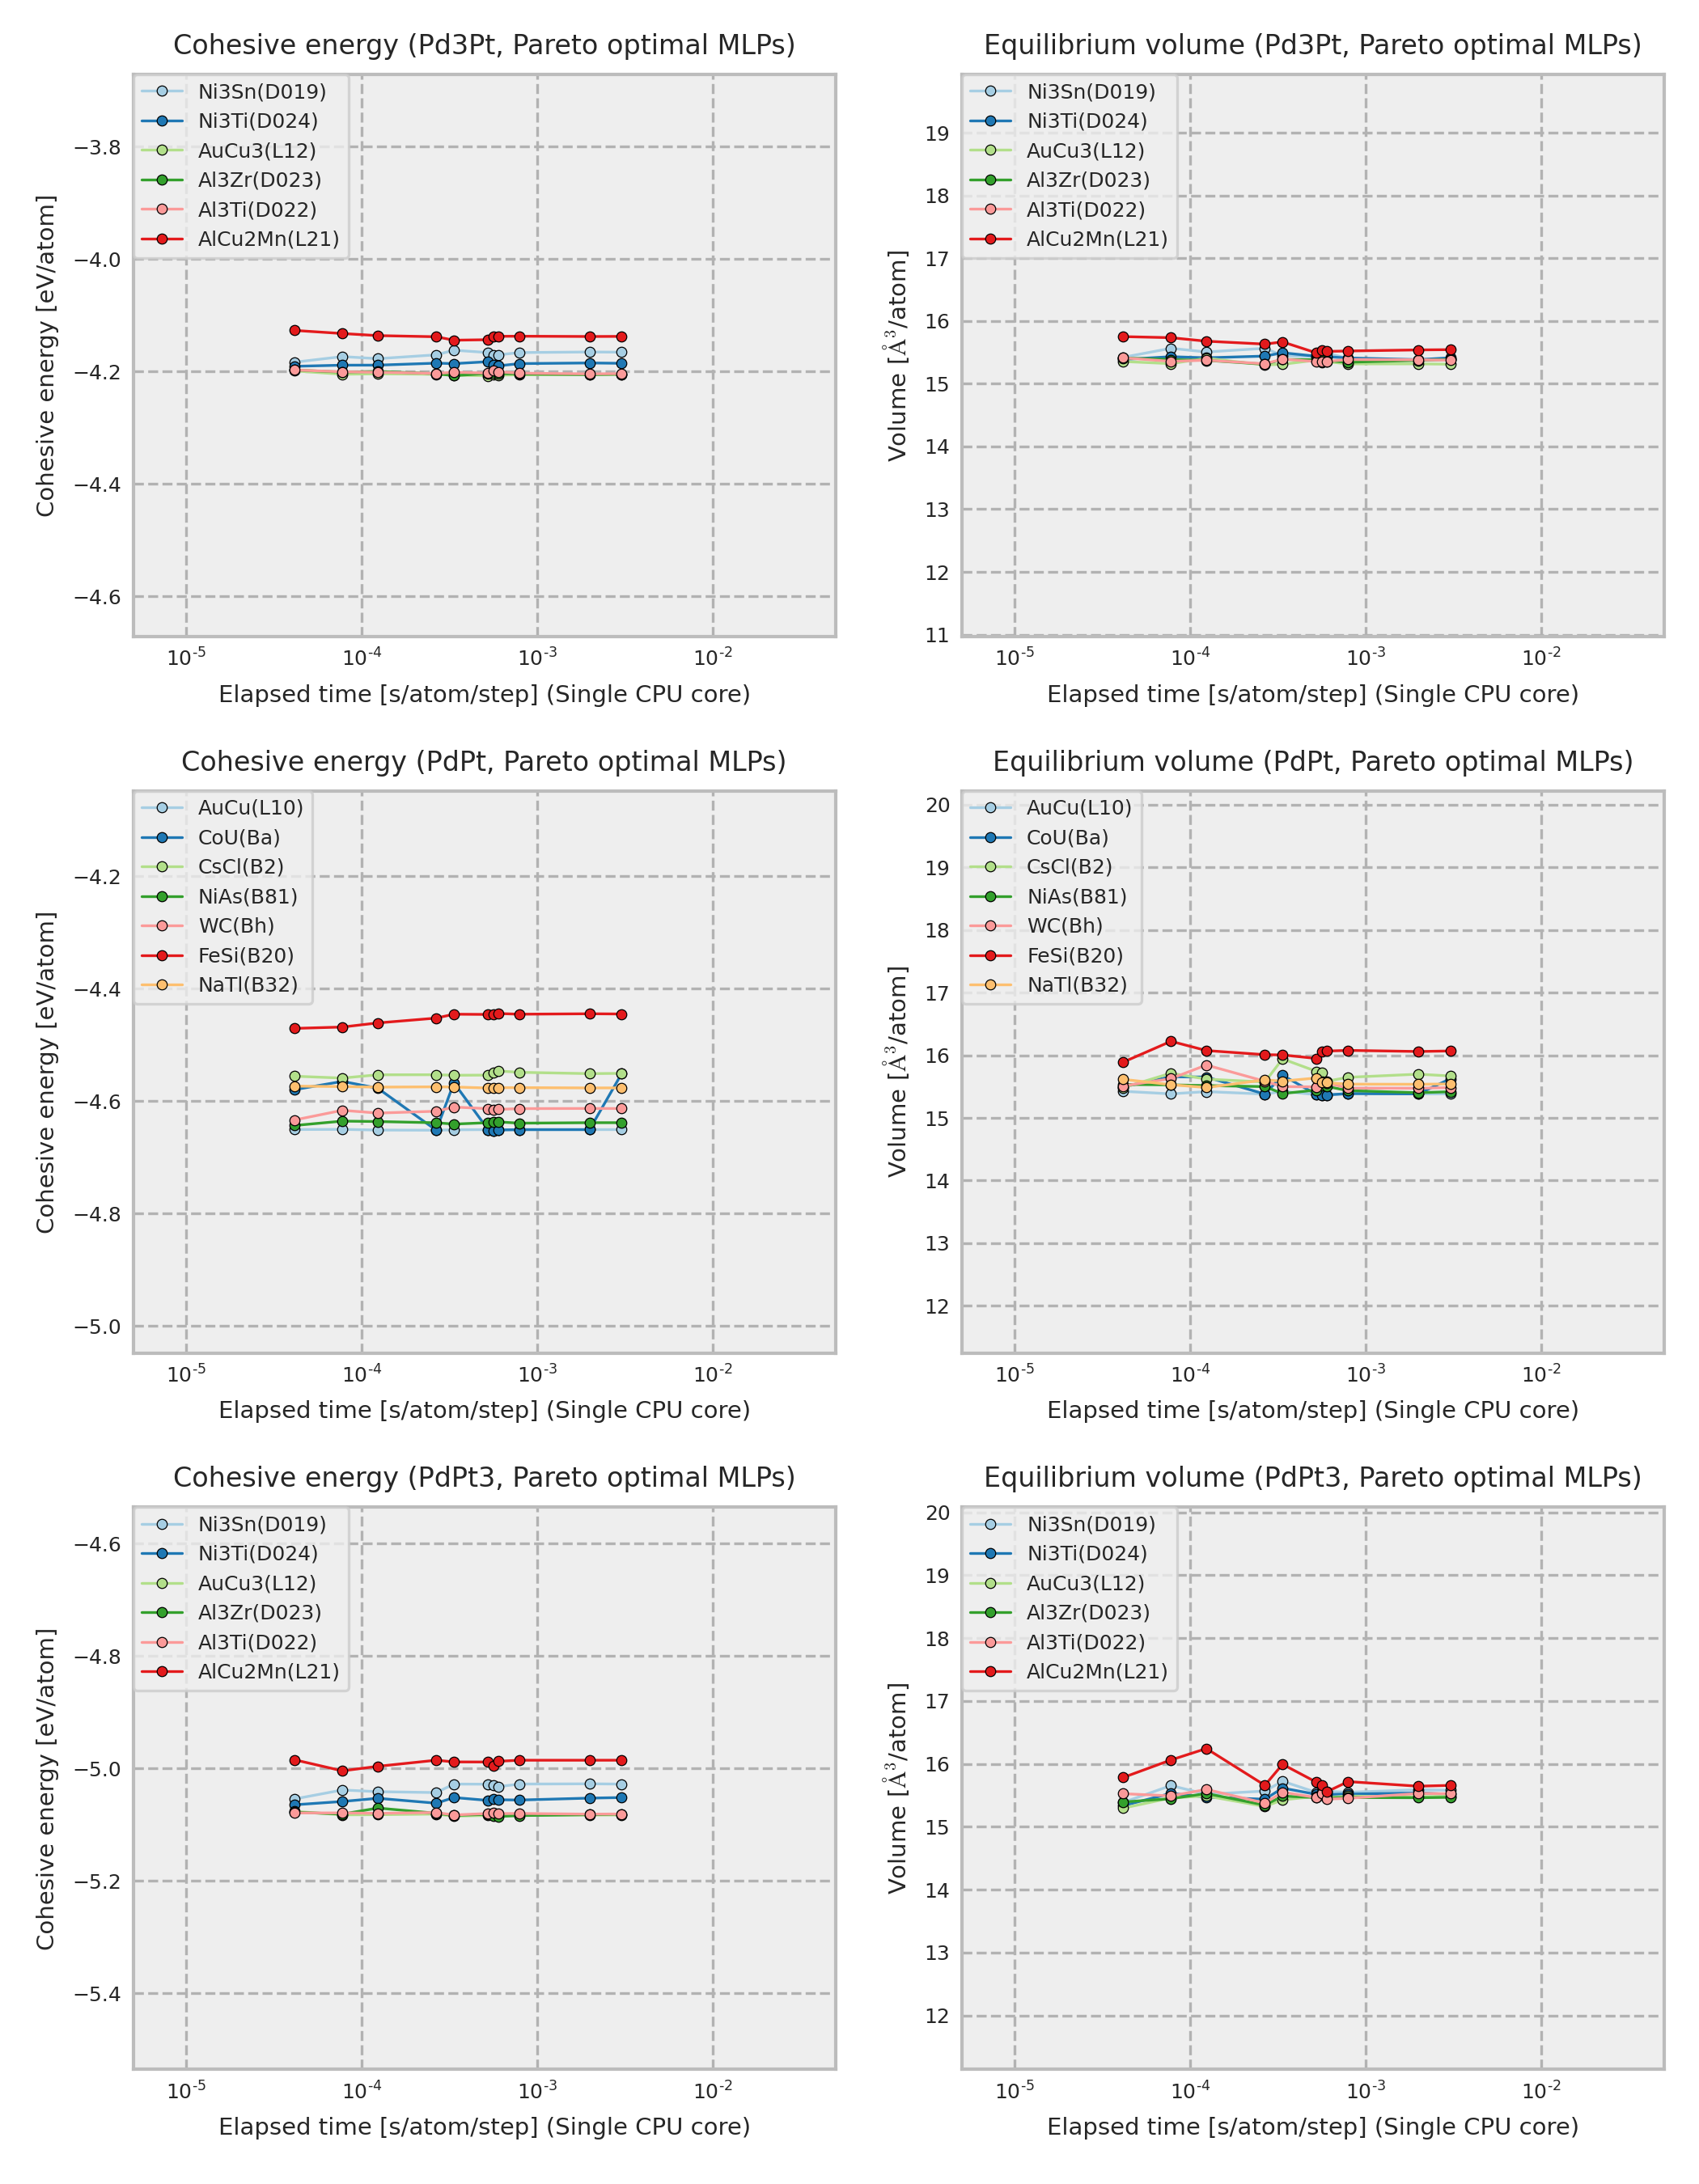 Cohesive energy (Pd3Pt, Pareto optimal MLPs)
Ni3Sn(D019)
Ni3Ti(D024)
AuCu3(L12)
Al3Zr(D023)
Al3Ti(D022)
AlCu2Mn(L21)
−3.8
−4.0
−4.2
−4.4
−4.6
Cohesive energy [eV/atom]
10-5 10-4 10-3 10-2
Elapsed time [s/atom/step] (Single CPU core)
Equilibrium volume (Pd3Pt, Pareto optimal MLPs)
Ni3Sn(D019)
Ni3Ti(D024)
AuCu3(L12)
Al3Zr(D023)
Al3Ti(D022)
AlCu2Mn(L21)
19
18
17
16
15
14
13
12
11
Volume [Å3/atom]
10-5 10-4 10-3 10-2
Elapsed time [s/atom/step] (Single CPU core)
Cohesive energy (PdPt, Pareto optimal MLPs)
AuCu(L10)
CoU(Ba)
CsCl(B2)
NiAs(B81)
WC(Bh)
FeSi(B20)
NaTl(B32)
−4.2
−4.4
−4.6
−4.8
−5.0
Cohesive energy [eV/atom]
10-5 10-4 10-3 10-2
Elapsed time [s/atom/step] (Single CPU core)
Equilibrium volume (PdPt, Pareto optimal MLPs)
AuCu(L10)
CoU(Ba)
CsCl(B2)
NiAs(B81)
WC(Bh)
FeSi(B20)
NaTl(B32)
20
19
18
17
16
15
14
13
12
Volume [Å3/atom]
10-5 10-4 10-3 10-2
Elapsed time [s/atom/step] (Single CPU core)
Cohesive energy (PdPt3, Pareto optimal MLPs)
Ni3Sn(D019)
Ni3Ti(D024)
AuCu3(L12)
Al3Zr(D023)
Al3Ti(D022)
AlCu2Mn(L21)
−4.6
−4.8
−5.0
−5.2
−5.4
Cohesive energy [eV/atom]
10-5 10-4 10-3 10-2
Elapsed time [s/atom/step] (Single CPU core)
Equilibrium volume (PdPt3, Pareto optimal MLPs)
Ni3Sn(D019)
Ni3Ti(D024)
AuCu3(L12)
Al3Zr(D023)
Al3Ti(D022)
AlCu2Mn(L21)
20
19
18
17
16
15
14
13
12
Volume [Å3/atom]
10-5 10-4 10-3 10-2
Elapsed time [s/atom/step] (Single CPU core)